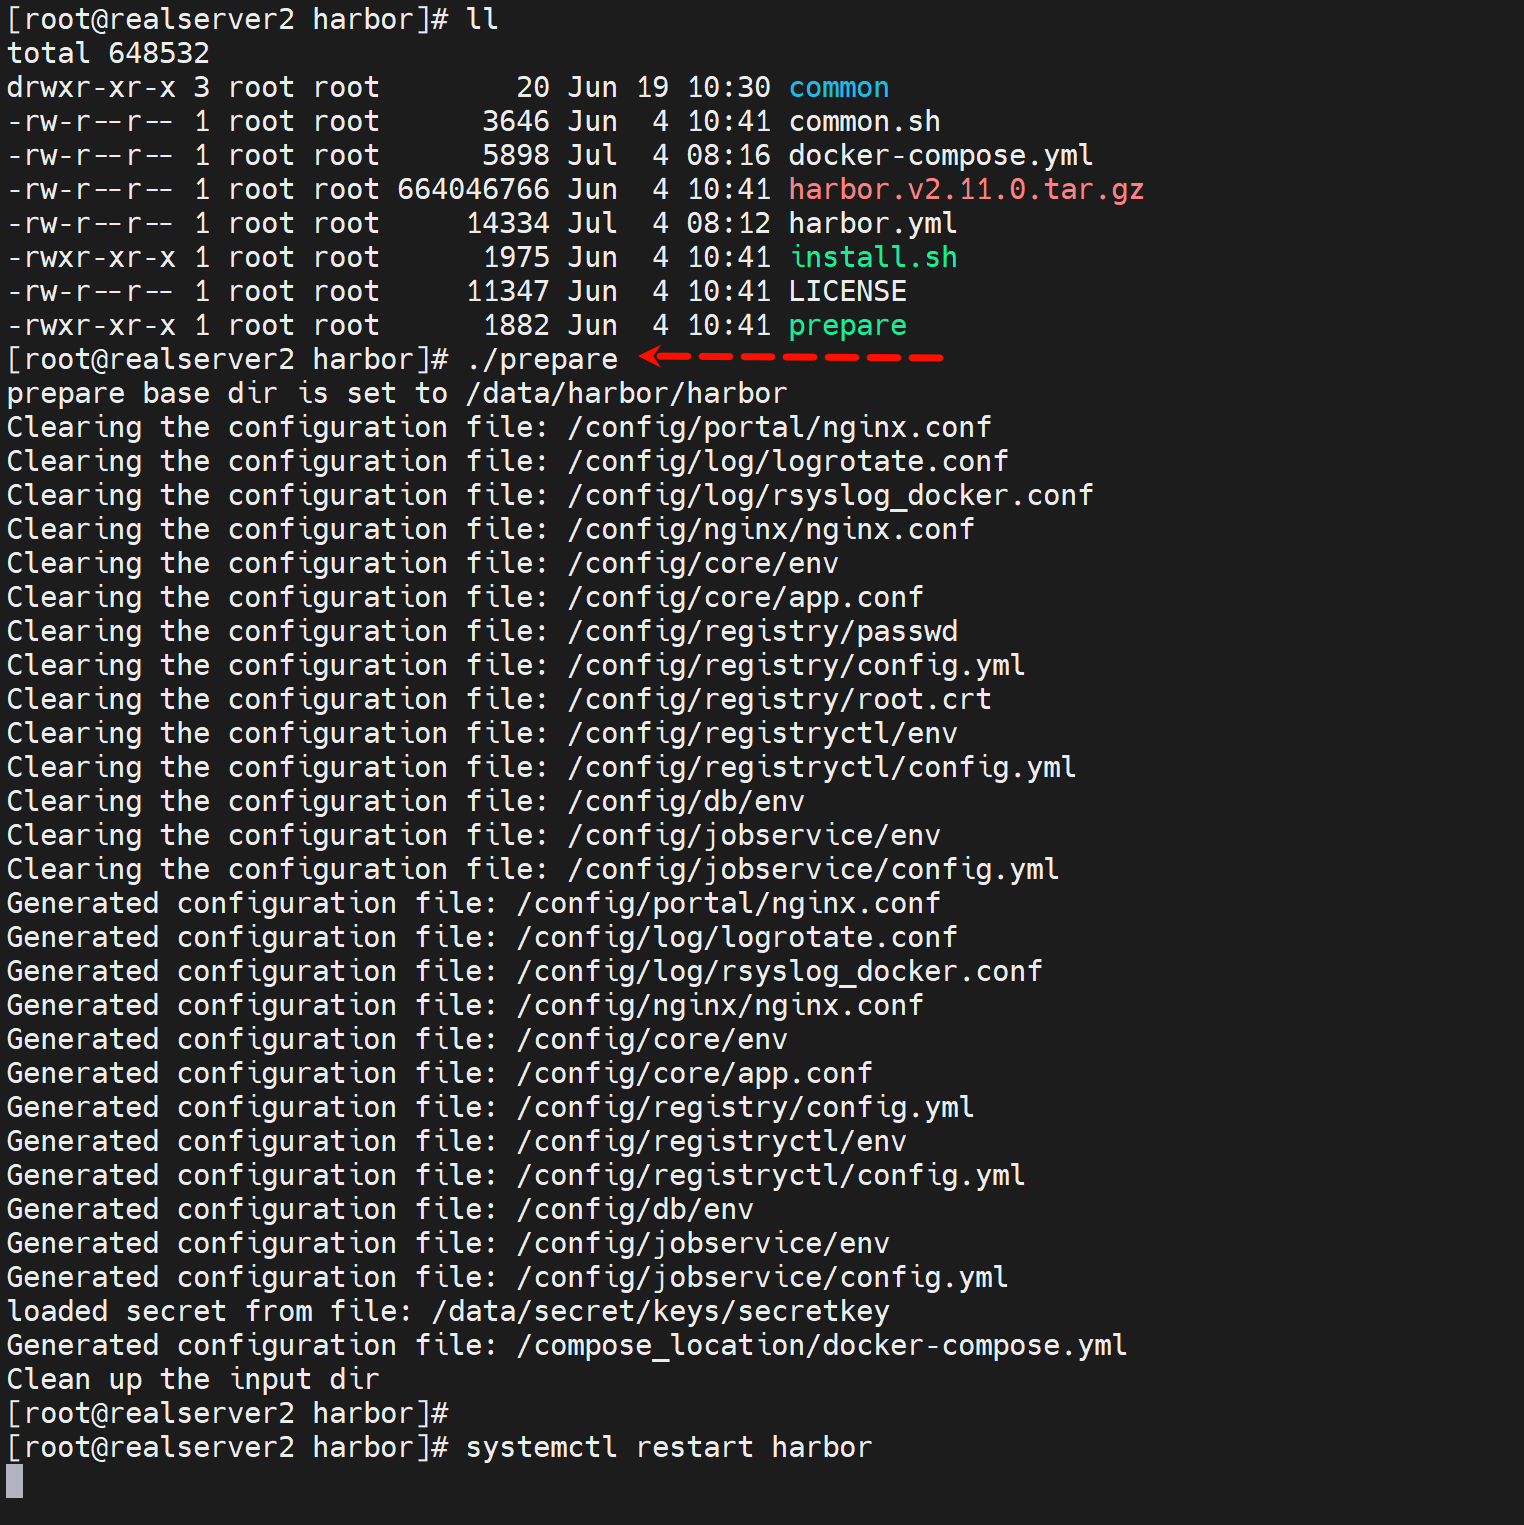 [root@realserver2 harbor]# ll
total 648532
drwxr-xr-x 3 root root        20 Jun 19 10:30 common
-rw-r--r-- 1 root root      3646 Jun  4 10:41 common.sh
-rw-r--r-- 1 root root      5898 Jul  4 08:16 docker-compose.yml
-rw-r--r-- 1 root root 664046766 Jun  4 10:41 harbor.v2.11.0.tar.gz
-rw-r--r-- 1 root root     14334 Jul  4 08:12 harbor.yml
-rwxr-xr-x 1 root root      1975 Jun  4 10:41 install.sh
-rw-r--r-- 1 root root     11347 Jun  4 10:41 LICENSE
-rwxr-xr-x 1 root root      1882 Jun  4 10:41 prepare
[root@realserver2 harbor]# ./prepare
prepare base dir is set to /data/harbor/harbor
Clearing the configuration file: /config/portal/nginx.conf
Clearing the configuration file: /config/log/logrotate.conf
Clearing the configuration file: /config/log/rsyslog_docker.conf
Clearing the configuration file: /config/nginx/nginx.conf
Clearing the configuration file: /config/core/env
Clearing the configuration file: /config/core/app.conf
Clearing the configuration file: /config/registry/passwd
Clearing the configuration file: /config/registry/config.yml
Clearing the configuration file: /config/registry/root.crt
Clearing the configuration file: /config/registryctl/env
Clearing the configuration file: /config/registryctl/config.yml
Clearing the configuration file: /config/db/env
Clearing the configuration file: /config/jobservice/env
Clearing the configuration file: /config/jobservice/config.yml
Generated configuration file: /config/portal/nginx.conf
Generated configuration file: /config/log/logrotate.conf
Generated configuration file: /config/log/rsyslog_docker.conf
Generated configuration file: /config/nginx/nginx.conf
Generated configuration file: /config/core/env
Generated configuration file: /config/core/app.conf
Generated configuration file: /config/registry/config.yml
Generated configuration file: /config/registryctl/env
Generated configuration file: /config/registryctl/config.yml
Generated configuration file: /config/db/env
Generated configuration file: /config/jobservice/env
Generated configuration file: /config/jobservice/config.yml
loaded secret from file: /data/secret/keys/secretkey
Generated configuration file: /compose_location/docker-compose.yml
Clean up the input dir
[root@realserver2 harbor]#
[root@realserver2 harbor]# systemctl restart harbor